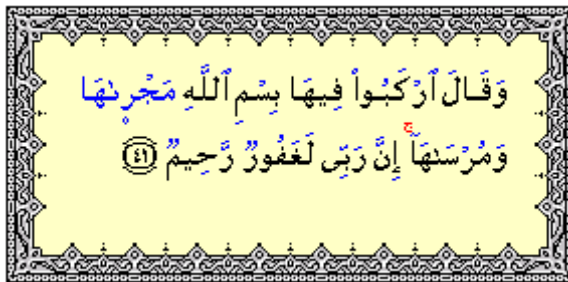 وَقَالَ ٱرْكَبُوا۟ فِيهَا بِسْمِ ٱللَّهِ مَجْر۪ىٰهَا
وَمُرْسَىٰهَآ ۚ إِنَّ رَبِّى لَغَفُورٌ رَّحِيمٌ ٤١